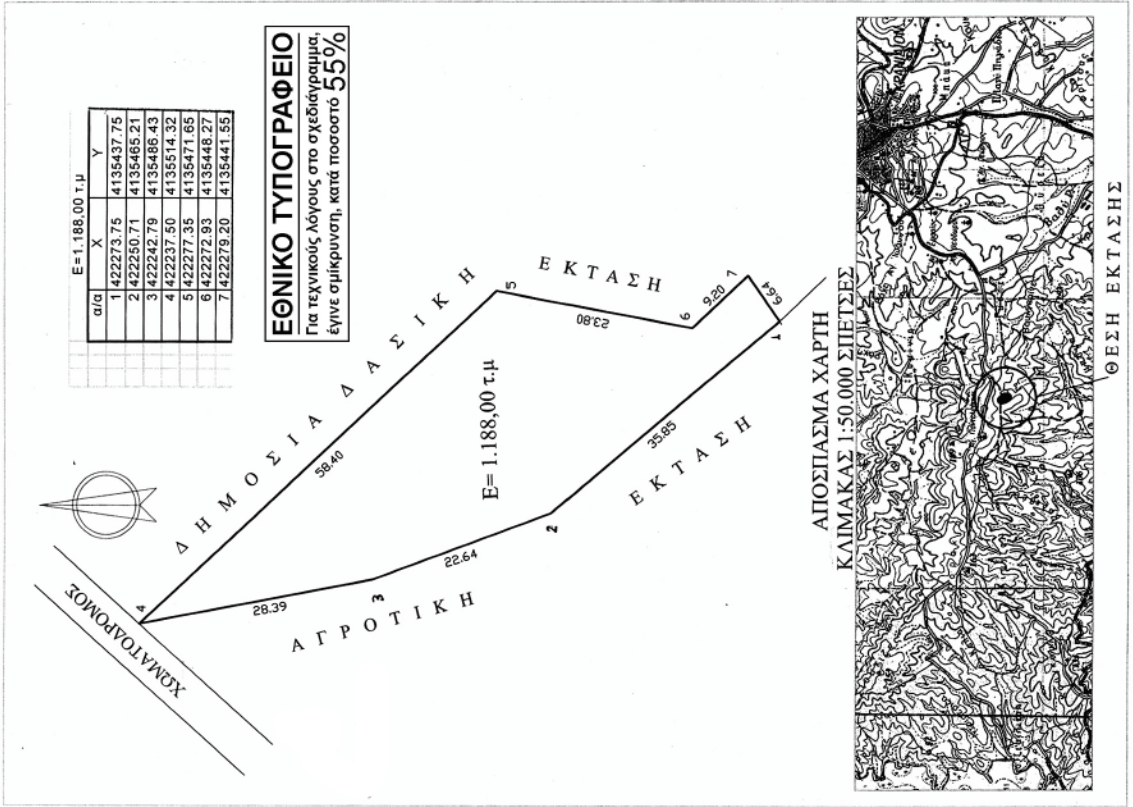 E=1.188,00 τ.μ
α/α X Y
1 422273.75 4135437.75
2 422250.71 4135465.21
3 422242.79 4135486.43
4 422237.50 4135514.32
5 422277.35 4135471.65
6 422272.93 4135448.27
7 422279.20 4135441.55
ΕΘΝΙΚΟ ΤΥΠΟΓΡΑΦΕΙΟ
Για τεχνικούς λόγους στο σχεδιάγραμμα,
έγινε σμίκρυνση, κατά ποσοστό 55%
ΧΩΜΑΤΟΔΡΟΜΟΣ
ΔΗΜΟΣΙΑ ΔΑΣΙΚΗ
ΕΚΤΑΣΗ
4
58.40
5
23.80
6
9.20
7
6.64
1
35.85
2
22.64
3
28.39
E= 1.188,00 τ.μ
ΑΓΡΟΤΙΚΗ
ΕΚΤΑΣΗ
ΑΠΟΣΠΑΣΜΑ ΧΑΡΤΗ
ΚΛΙΜΑΚΑΣ 1:50.000 ΣΠΕΤΣΕΣ
ΚΡΑΝΙΔΙΟΝ
Μπάκα
ΘΕΣΗ ΕΚΤΑΣΗΣ